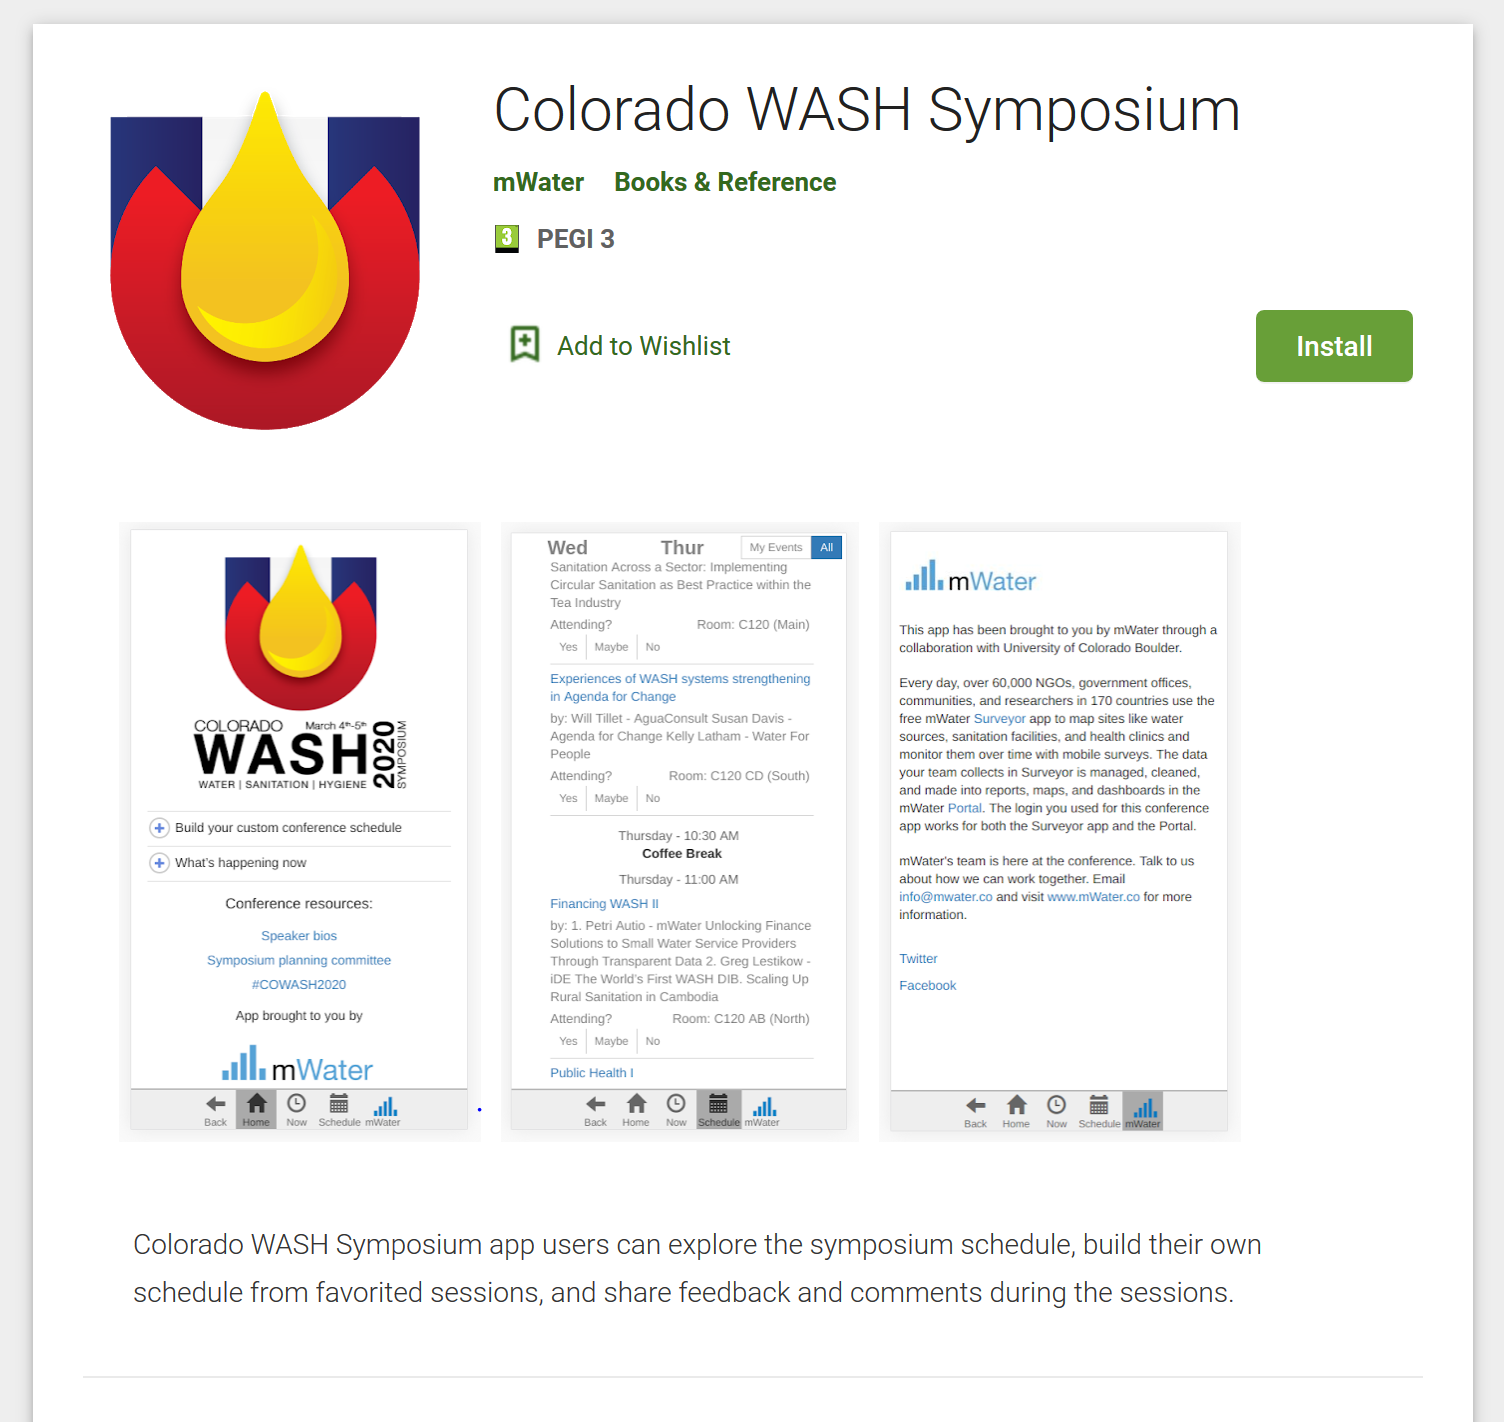 Colorado WASH Symposium
mWater Books & Reference
3 PEGI 3
Add to Wishlist
Install
COLORADO March 4th-5th
WASH
2020
SYMPOSIUM
WATER | SANITATION | HYGIENE
Build your custom conference schedule
What's happening now
Conference resources:
Speaker bios
Symposium planning committee
#COWASH2020
App brought to you by
mWater
Back Home Now Schedule mWater
Wed Thur My Events All
Sanitation Across a Sector: Implementing
Circular Sanitation as Best Practice within the
Tea Industry
Attending? Room: C120 (Main)
Yes Maybe No
Experiences of WASH systems strengthening
in Agenda for Change
by: Will Tillet - AguaConsult Susan Davis -
Agenda for Change Kelly Latham - Water For
People
Attending? Room: C120 CD (South)
Yes Maybe No
Thursday - 10:30 AM
Coffee Break
Thursday - 11:00 AM
Financing WASH II
by: 1. Petri Autio - mWater Unlocking Finance
Solutions to Small Water Service Providers
Through Transparent Data 2. Greg Lestikow -
iDE The World's First WASH DIB. Scaling Up
Rural Sanitation in Cambodia
Attending? Room: C120 AB (North)
Yes Maybe No
Public Health I
Back Home Now Schedule mWater
mWater
This app has been brought to you by mWater through a
collaboration with University of Colorado Boulder.
Every day, over 60,000 NGOs, government offices,
communities, and researchers in 170 countries use the
free mWater Surveyor app to map sites like water
sources, sanitation facilities, and health clinics and
monitor them over time with mobile surveys. The data
your team collects in Surveyor is managed, cleaned,
and made into reports, maps, and dashboards in the
mWater Portal. The login you used for this conference
app works for both the Surveyor app and the Portal.
mWater's team is here at the conference. Talk to us
about how we can work together. Email
info@mwater.co and visit www.mWater.co for more
information.
Twitter
Facebook
Back Home Now Schedule mWater
Colorado WASH Symposium app users can explore the symposium schedule, build their own
schedule from favorited sessions, and share feedback and comments during the sessions.